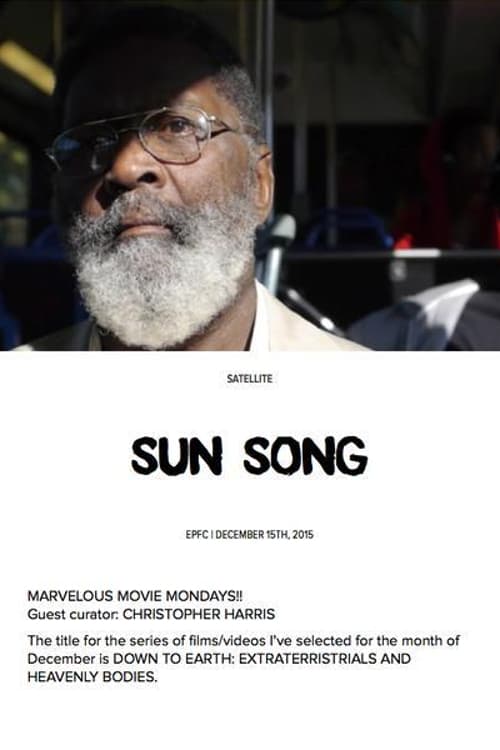 SATELLITE
SUN SONG
EPFC | DECEMBER 15TH, 2015
MARVELOUS MOVIE MONDAYS!!
Guest curator: CHRISTOPHER HARRIS
The title for the series of films/videos I've selected for the month of
December is DOWN TO EARTH: EXTRATERRISTRIALS AND
HEAVENLY BODIES.